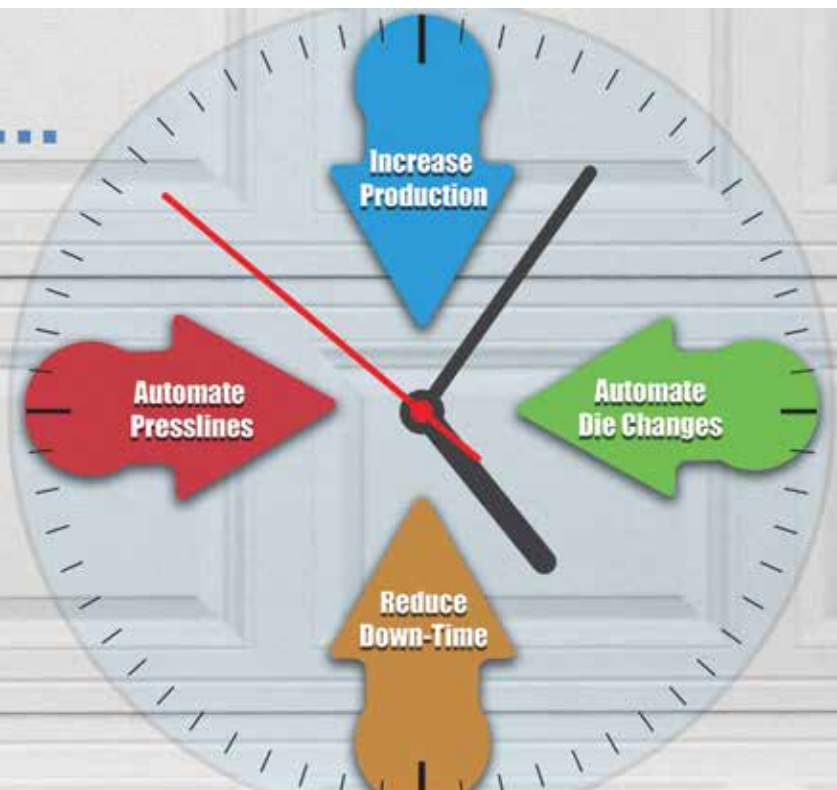 Increase
Production
Automate
Presslines
Automate
Die Changes
Reduce
Down-Time